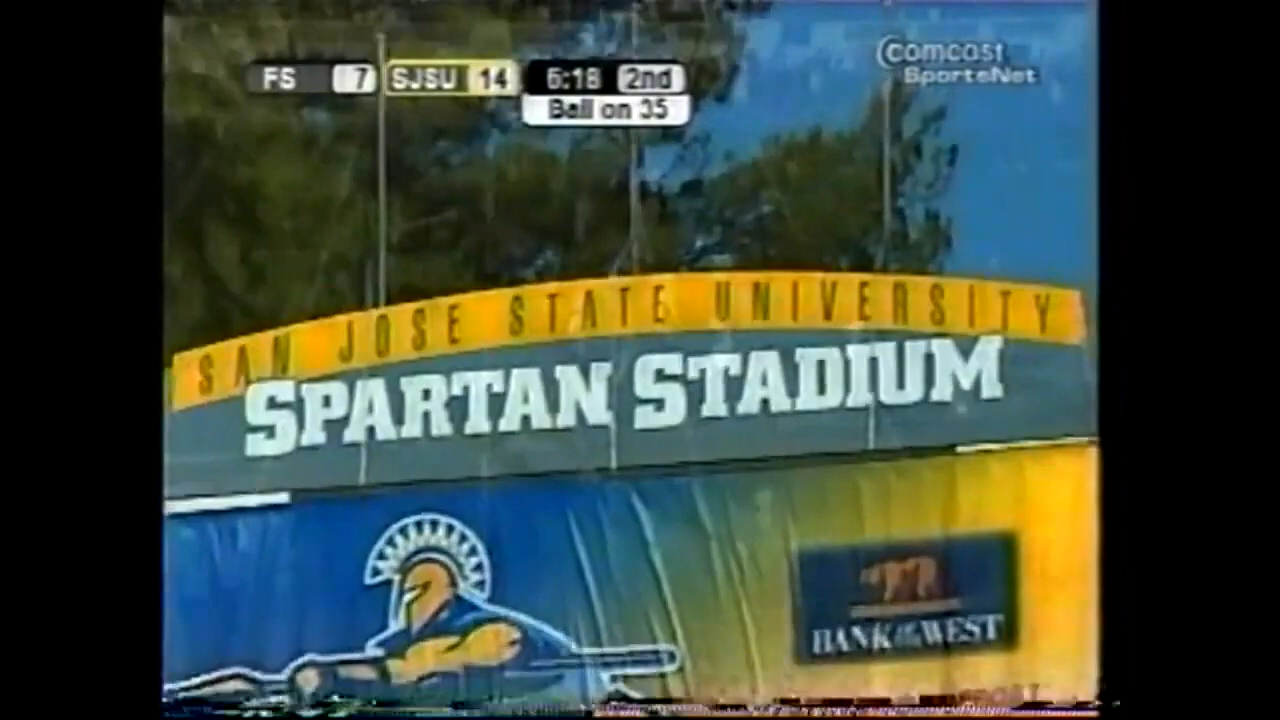 FS 7 SJSU 14 6:18 2nd
Ball on 35
comcast
SportsNet
SAN JOSE STATE UNIVERSITY
SPARTAN STADIUM
BANK OF THE WEST